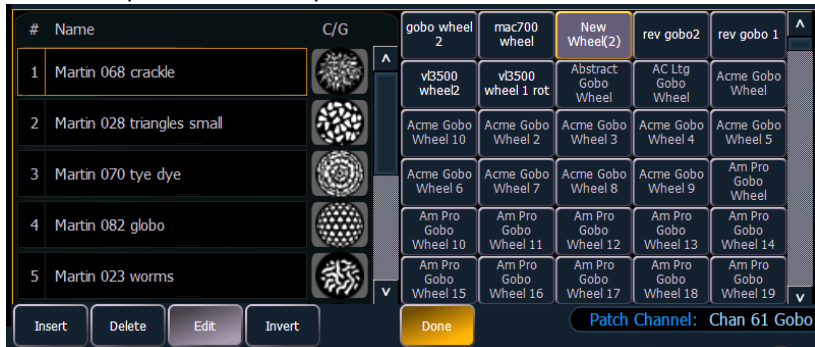 # Name C/G
1 Martin 068 crackle
2 Martin 028 triangles small
3 Martin 070 tye dye
4 Martin 082 globo
5 Martin 023 worms
gobo wheel
2
mac700
wheel
New
Wheel(2)
rev gobo2
rev gobo 1
vl3500
wheel2
vl3500
wheel 1 rot
Abstract
Gobo
Wheel
AC Ltg
Gobo
Wheel
Acme Gobo
Wheel
Acme Gobo
Wheel 10
Acme Gobo
Wheel 2
Acme Gobo
Wheel 3
Acme Gobo
Wheel 4
Acme Gobo
Wheel 5
Acme Gobo
Wheel 6
Acme Gobo
Wheel 7
Acme Gobo
Wheel 8
Acme Gobo
Wheel 9
Am Pro
Gobo
Wheel
Am Pro
Gobo
Wheel 10
Am Pro
Gobo
Wheel 11
Am Pro
Gobo
Wheel 12
Am Pro
Gobo
Wheel 13
Am Pro
Gobo
Wheel 14
Am Pro
Gobo
Wheel 15
Am Pro
Gobo
Wheel 16
Am Pro
Gobo
Wheel 17
Am Pro
Gobo
Wheel 18
Am Pro
Gobo
Wheel 19
Insert
Delete
Edit
Invert
Done
Patch Channel: Chan 61 Gobo